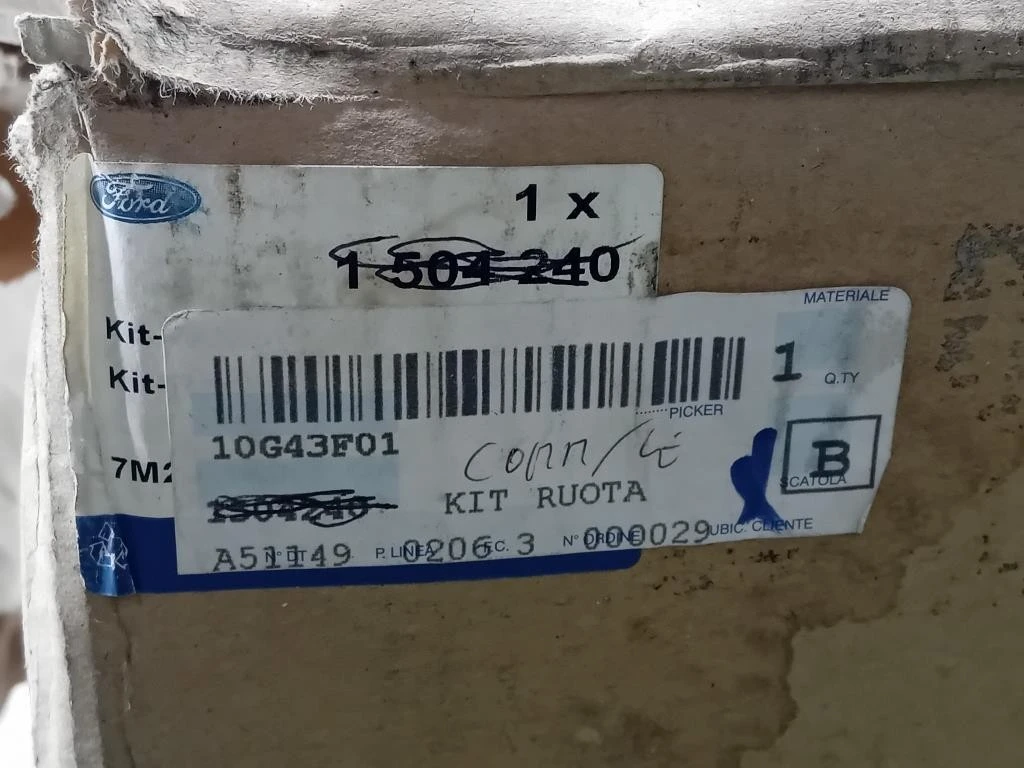 Ford
1 x
1 504 240
MATERIALE
Kit-
1 Q.TY
Kit-
PICKER
10G43F01
B
SCATOLA
7M2
1504240
KIT RUOTA
UBIC. CLIENTE
A51149 P. LINEA 0206 FC. 3 N° ORDINE 000029